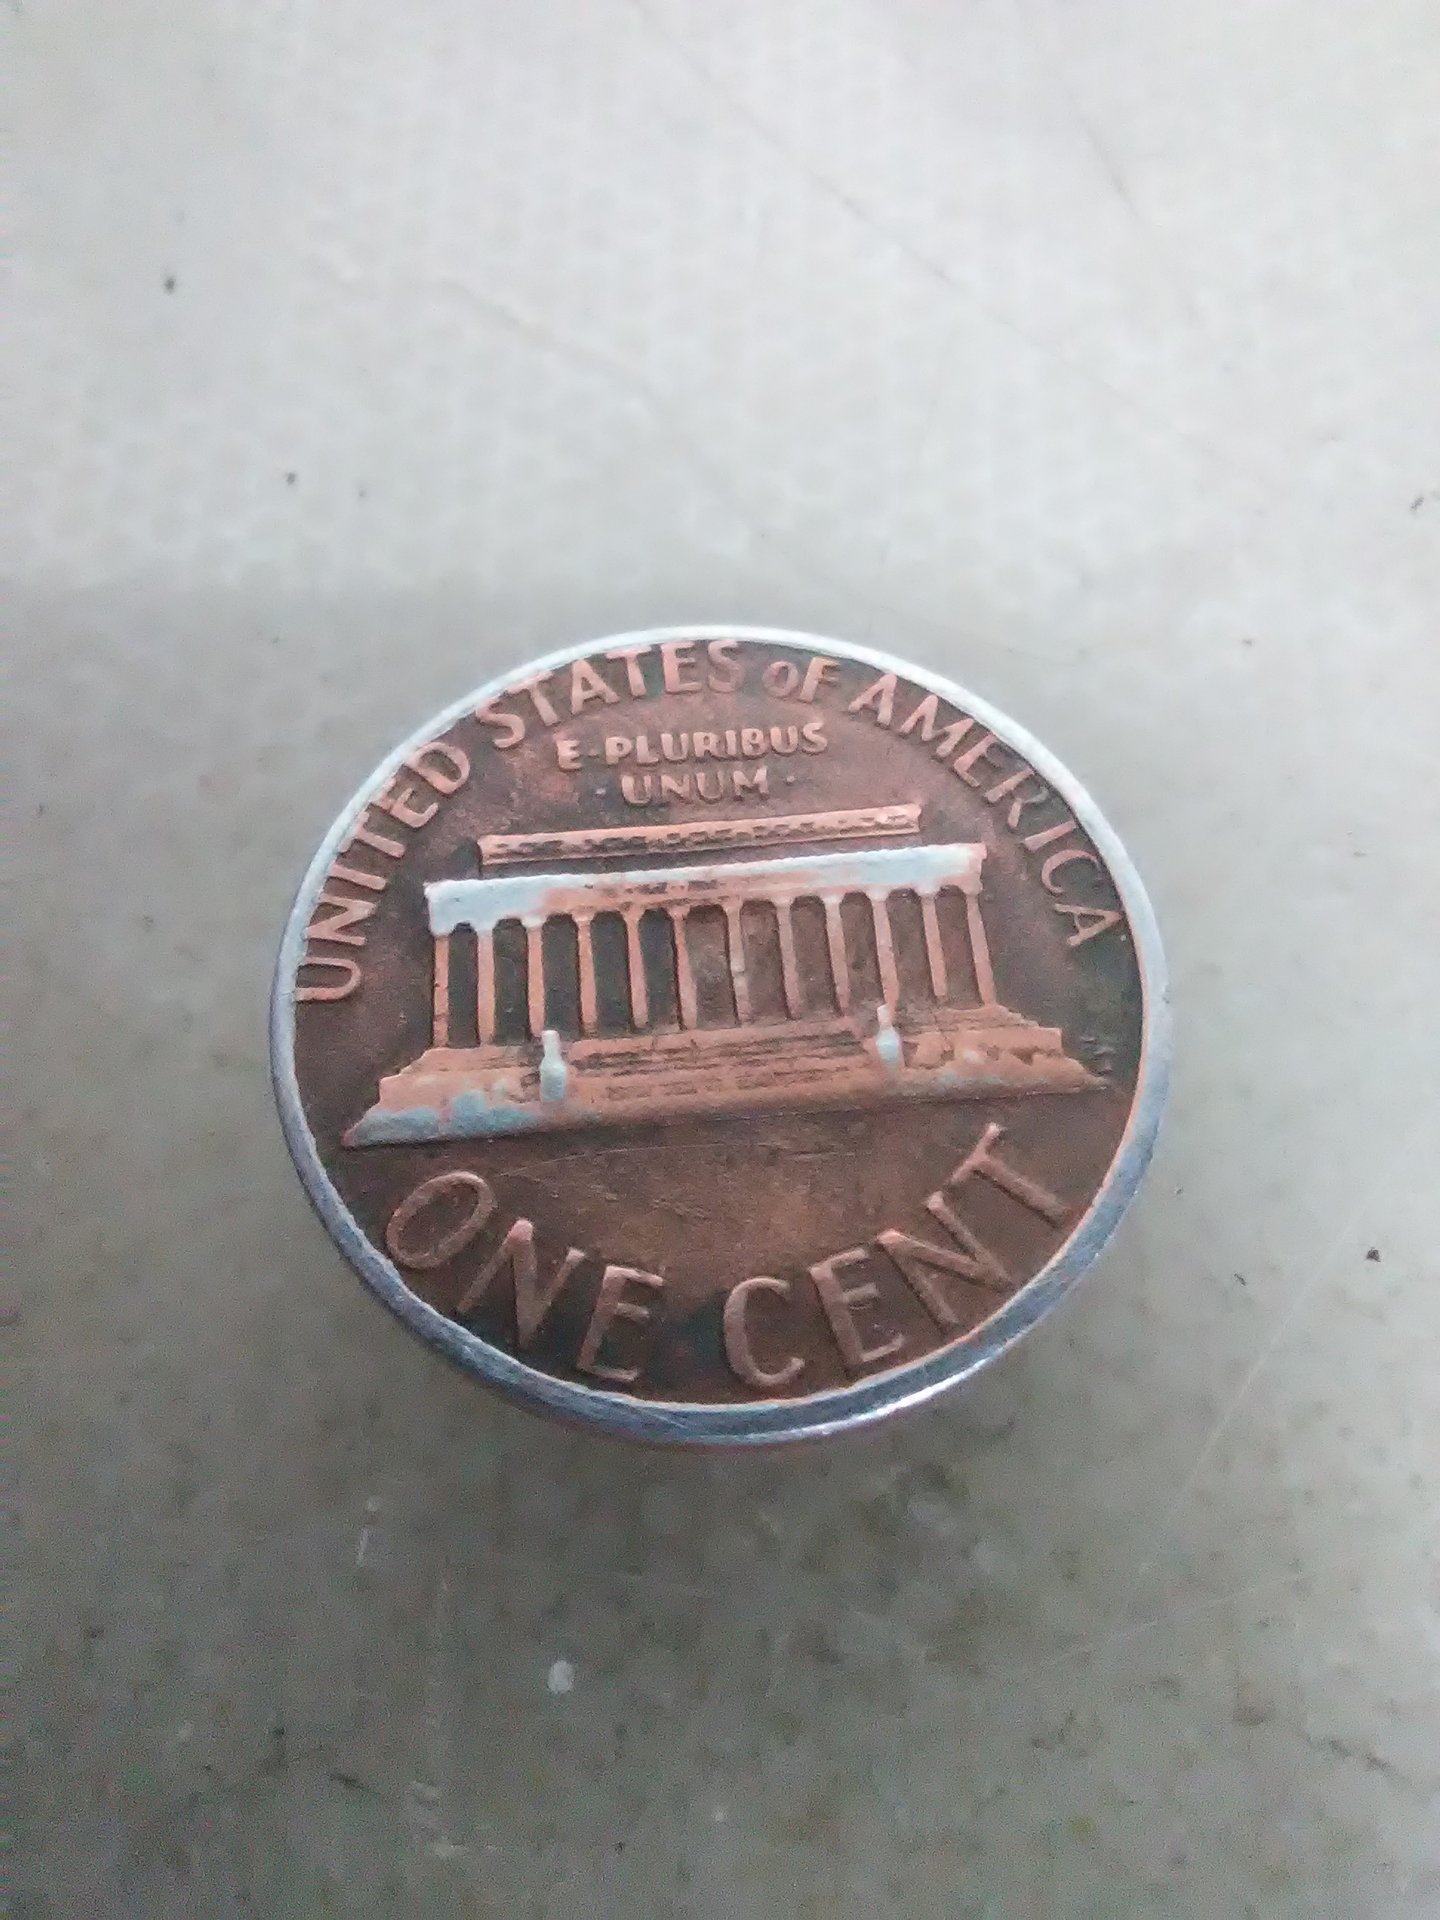 UNITED STATES OF AMERICA
E·PLURIBUS
·UNUM·
ONE CENT